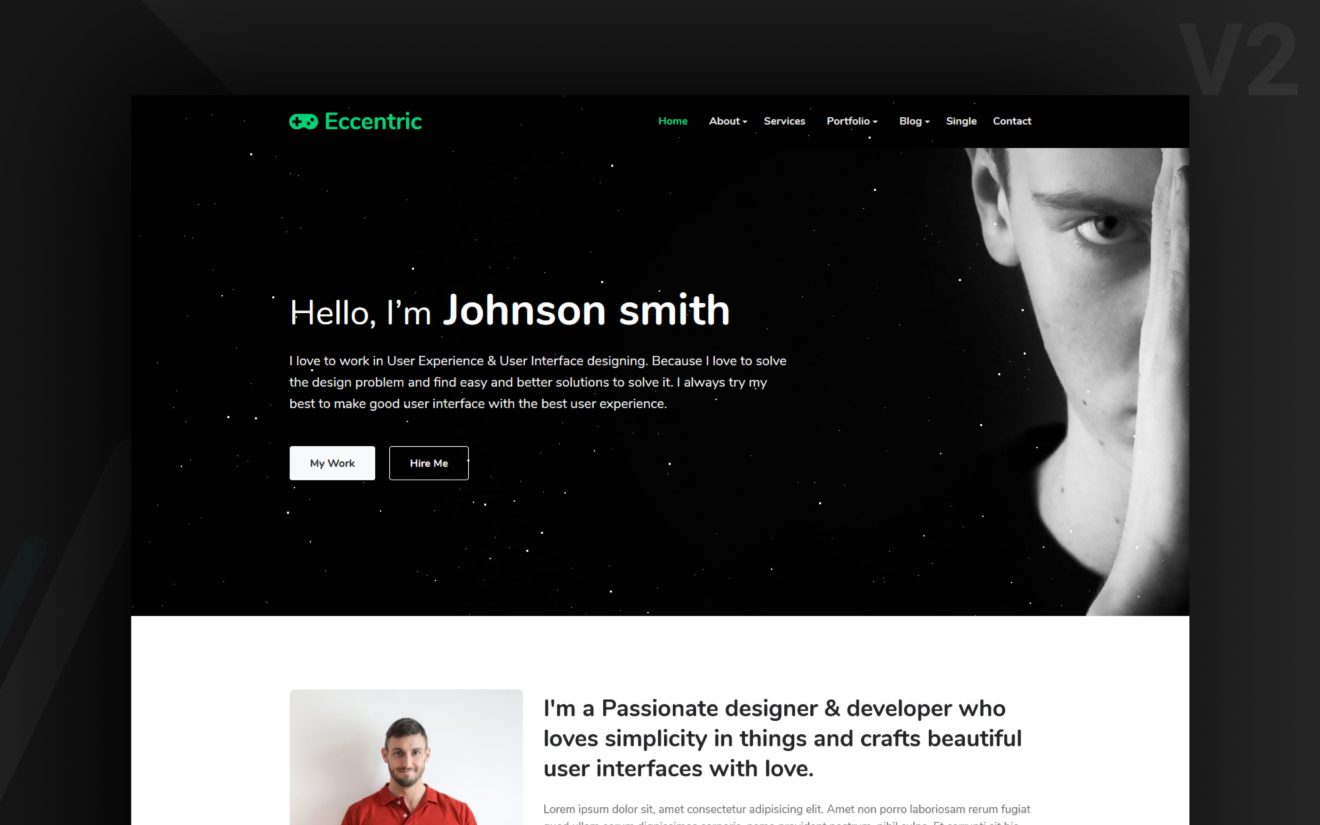 V2
Eccentric
Home About Services Portfolio Blog Single Contact
Hello, I'm Johnson smith
I love to work in User Experience & User Interface designing. Because I love to solve
the design problem and find easy and better solutions to solve it. I always try my
best to make good user interface with the best user experience.
My Work Hire Me
I'm a Passionate designer & developer who
loves simplicity in things and crafts beautiful
user interfaces with love.
Lorem ipsum dolor sit, amet consectetur adipisicing elit. Amet non porro laboriosam rerum fugiat